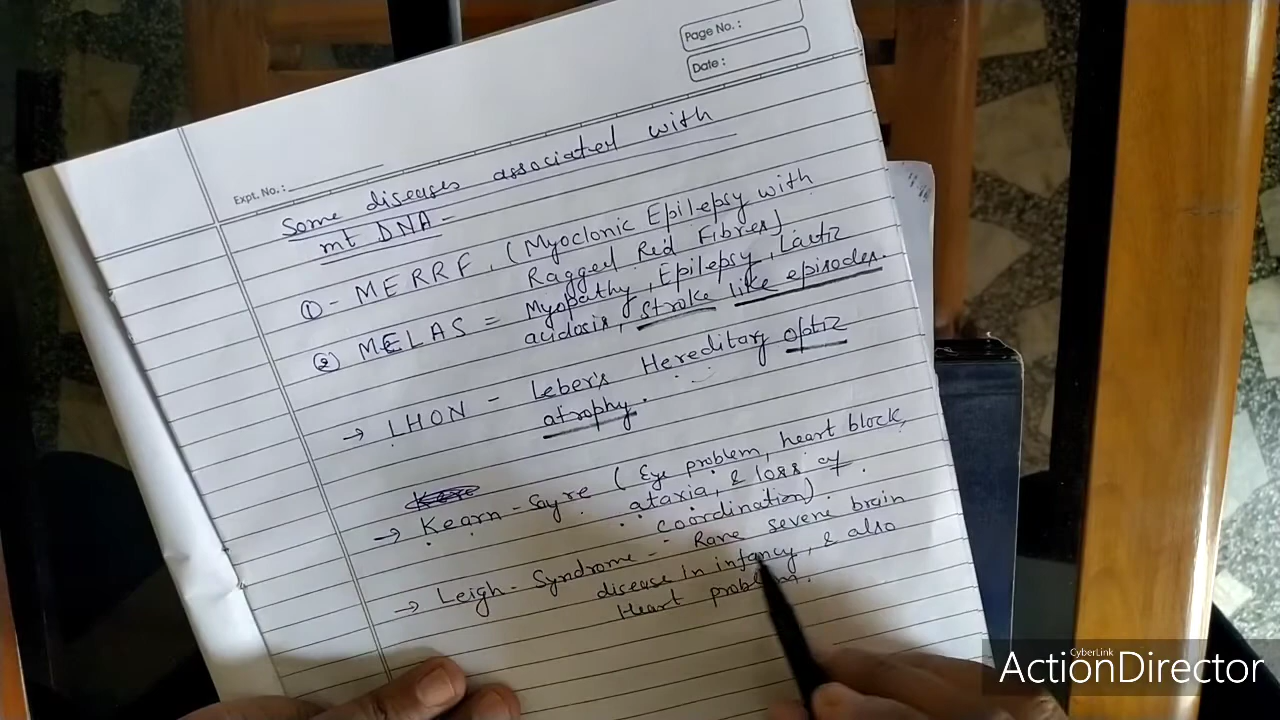 Page No.:
Date :
Expt. No.:
Some diseases associated with
mt DNA -
① - MERRF, (Myoclonic Epilepsy with
Ragged Red Fibres)
② MELAS = Myopathy, Epilepsy, Lactic
acidosis, stroke like episodes.
→ LHON - Leber's Hereditary optic
atrophy.
→ Kearn - Sayre ( Eye problem, heart block,
ataxia, & loss of
coordination).
→ Leigh - Syndrome - Rare severe brain
disease in infancy, & also
Heart problem.
CyberLink
ActionDirector